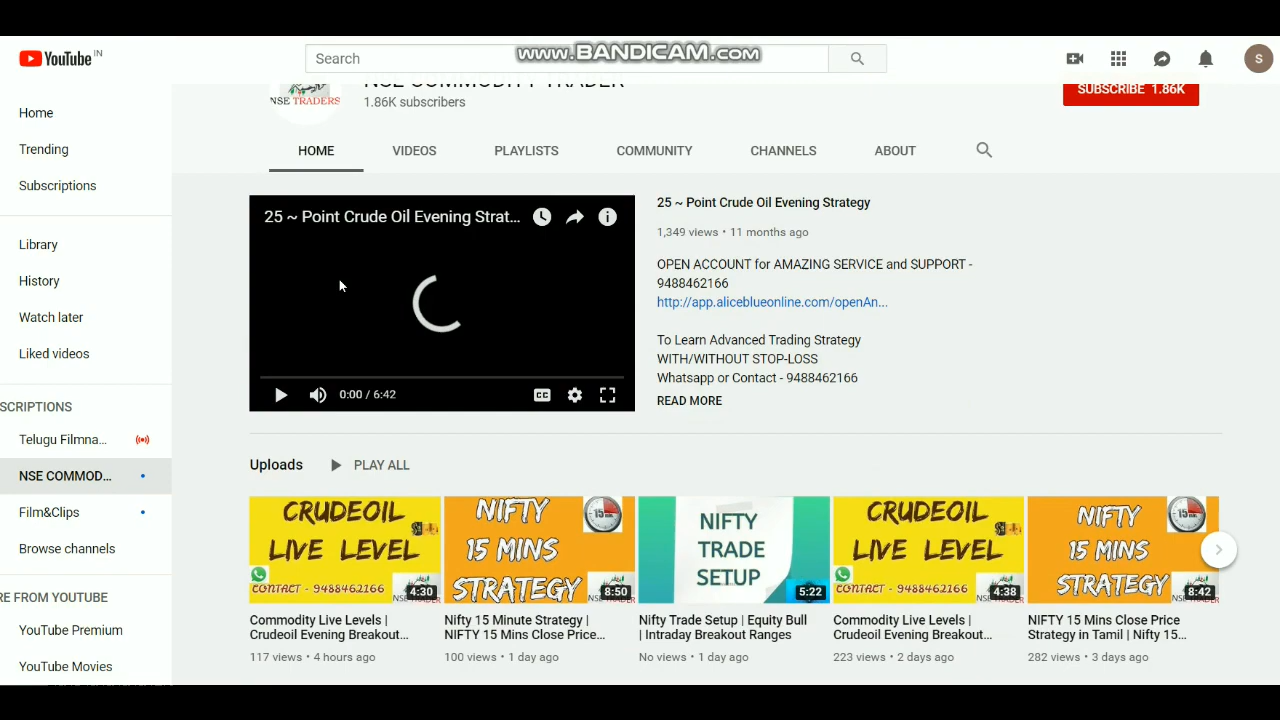 YouTube IN
Search
www.BANDICAM.com
S
NSE TRADERS
NSE COMMODITY TRADER
1.86K subscribers
SUBSCRIBE 1.86K
HOME
VIDEOS
PLAYLISTS
COMMUNITY
CHANNELS
ABOUT
Home
Trending
Subscriptions
Library
History
Watch later
Liked videos
SCRIPTIONS
Telugu Filmna...
NSE COMMOD...
Film&Clips
Browse channels
RE FROM YOUTUBE
YouTube Premium
YouTube Movies
25 ~ Point Crude Oil Evening Strat...
0:00 / 6:42
CC
25 ~ Point Crude Oil Evening Strategy
1,349 views • 11 months ago
OPEN ACCOUNT for AMAZING SERVICE and SUPPORT -
9488462166
http://app.aliceblueonline.com/openAn...
To Learn Advanced Trading Strategy
WITH/WITHOUT STOP-LOSS
Whatsapp or Contact - 9488462166
READ MORE
Uploads
PLAY ALL
CRUDEOIL
LIVE LEVEL
CONTACT - 9488462166
4:30
Commodity Live Levels |
Crudeoil Evening Breakout...
117 views • 4 hours ago
NIFTY
15 MINS
STRATEGY
8:50
Nifty 15 Minute Strategy |
NIFTY 15 Mins Close Price...
100 views • 1 day ago
NIFTY
TRADE
SETUP
5:22
Nifty Trade Setup | Equity Bull
| Intraday Breakout Ranges
No views • 1 day ago
CRUDEOIL
LIVE LEVEL
CONTACT - 9488462166
4:38
Commodity Live Levels |
Crudeoil Evening Breakout...
223 views • 2 days ago
NIFTY
15 MINS
STRATEGY
8:42
NIFTY 15 Mins Close Price
Strategy in Tamil | Nifty 15...
282 views • 3 days ago